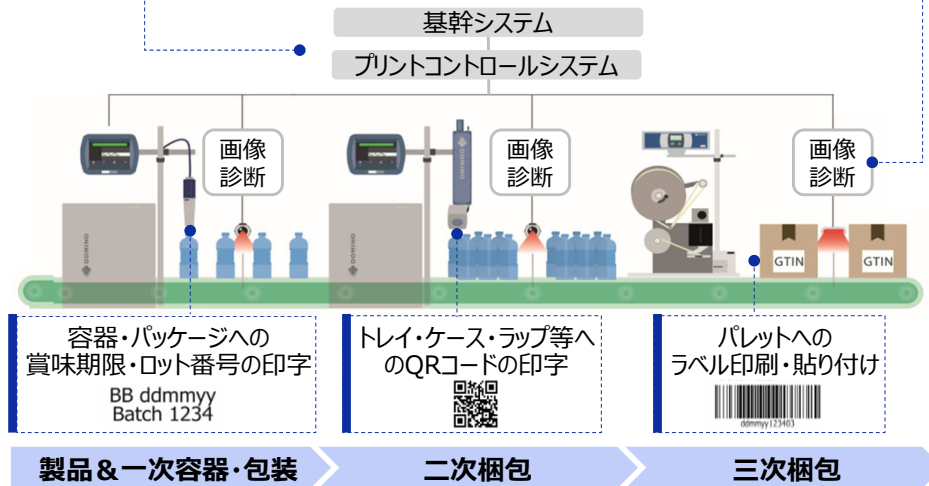 基幹システム
プリントコントロールシステム
画像
診断
画像
診断
画像
診断
DOMINO
DOMINO
DOMINO
GTIN
GTIN
容器・パッケージへの
賞味期限・ロット番号の印字
BB ddmmyy
Batch 1234
トレイ・ケース・ラップ等へ
のQRコードの印字
パレットへの
ラベル印刷・貼り付け
ddmmyy123403
製品&一次容器・包装
二次梱包
三次梱包